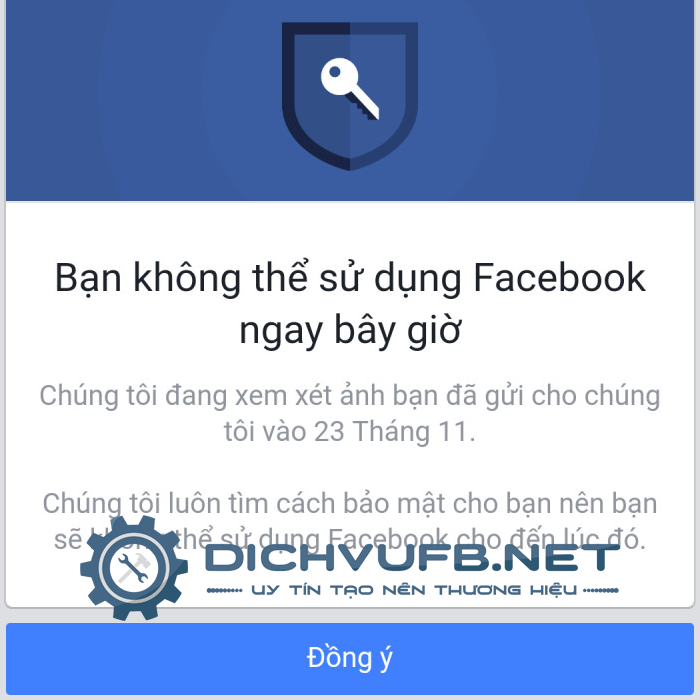 Bạn không thể sử dụng Facebook
ngay bây giờ
Chúng tôi đang xem xét ảnh bạn đã gửi cho chúng
tôi vào 23 Tháng 11.
Chúng tôi luôn tìm cách bảo mật cho bạn nên bạn
sẽ không thể sử dụng Facebook cho đến lúc đó.
DICHVUFB.NET
UY TÍN TẠO NÊN THƯƠNG HIỆU
Đồng ý